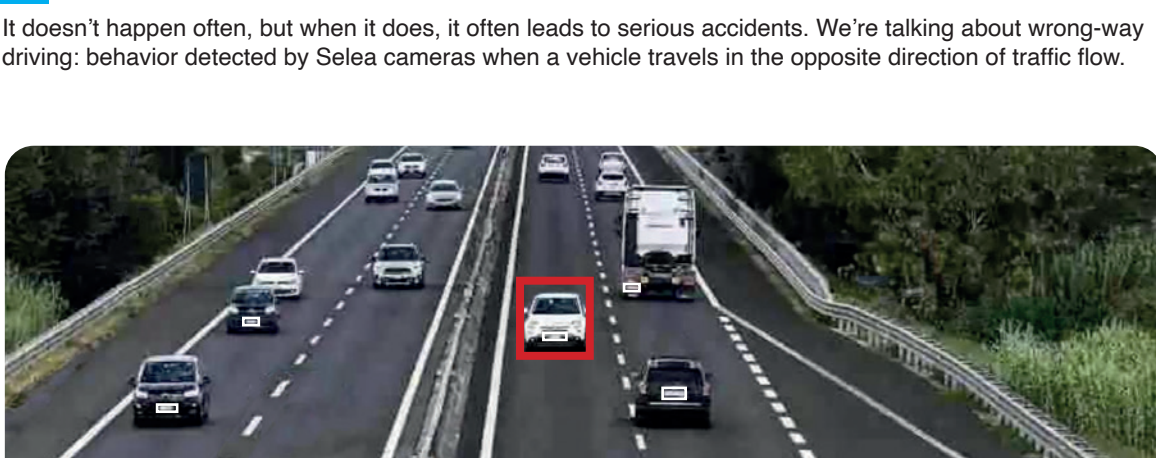 It doesn’t happen often, but when it does, it often leads to serious accidents. We’re talking about wrong-way
driving: behavior detected by Selea cameras when a vehicle travels in the opposite direction of traffic flow.